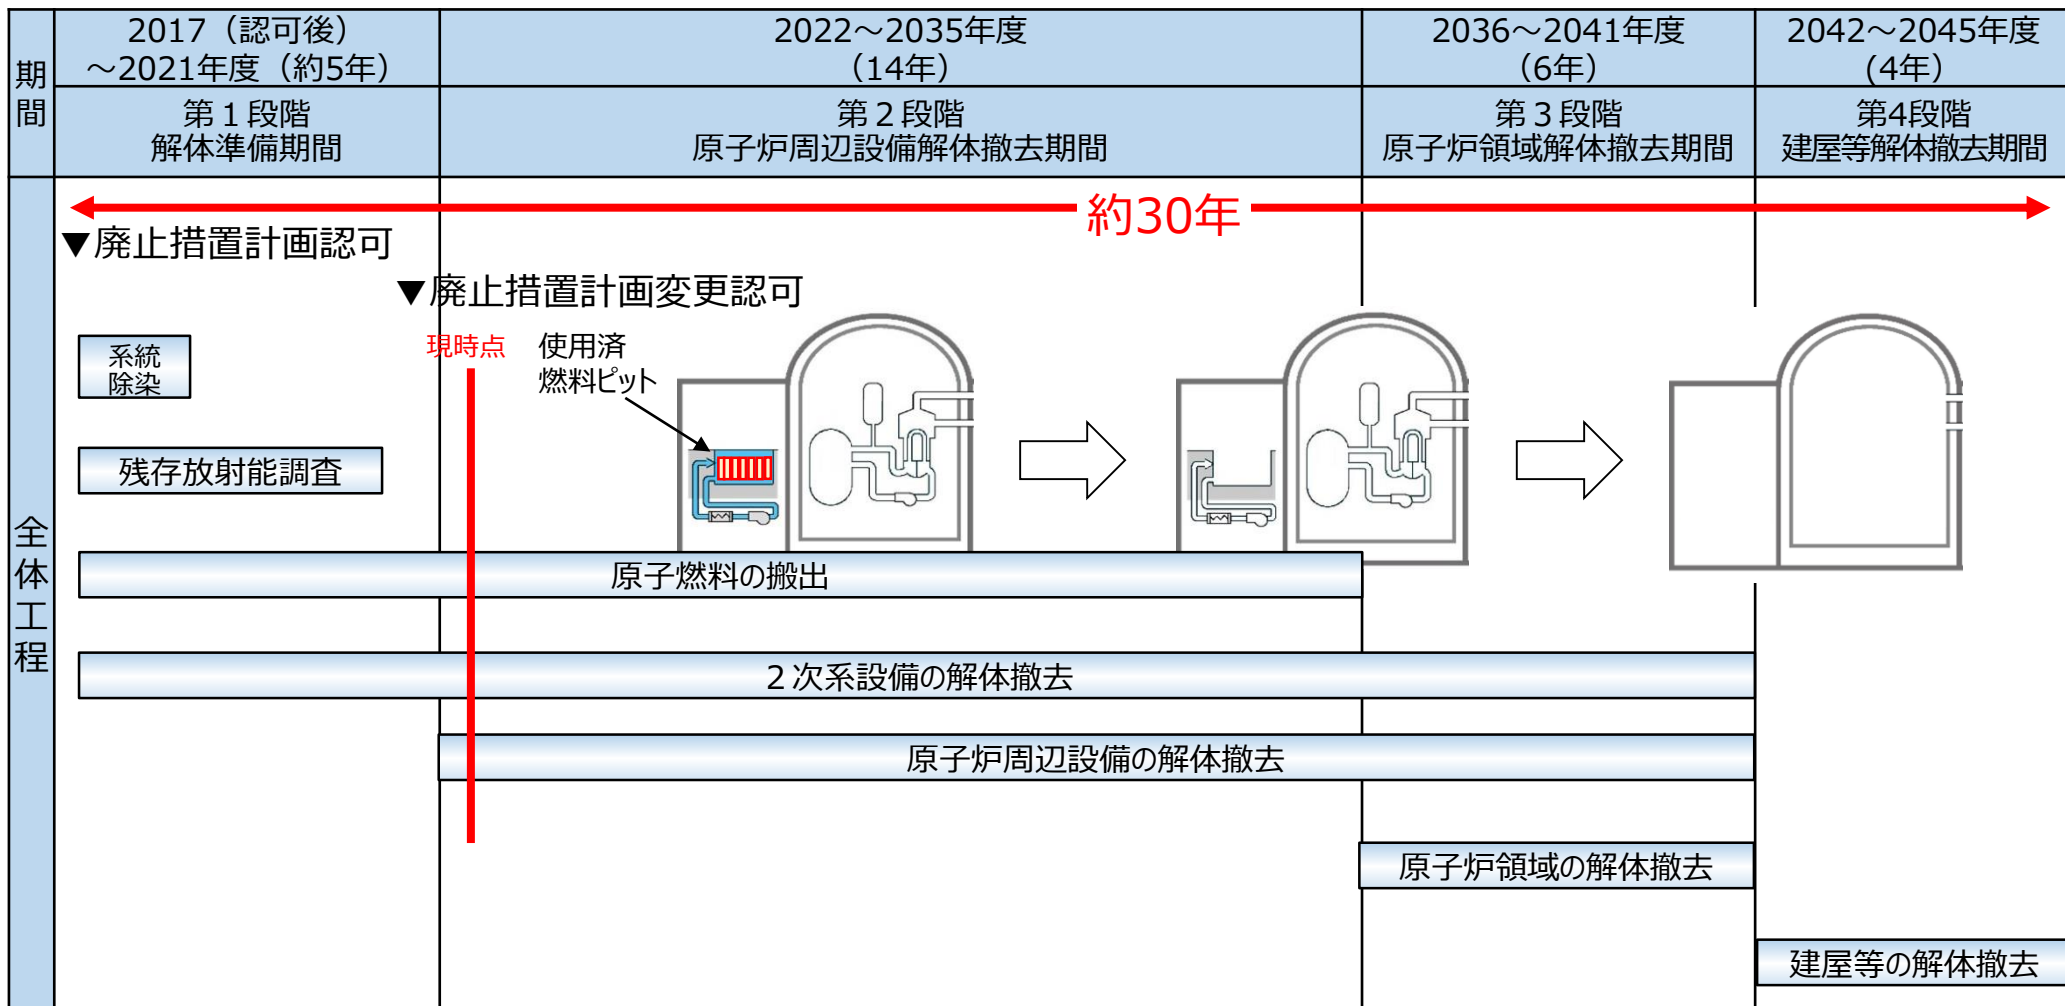 期間
2017（認可後）
～2021年度（約5年）
2022～2035年度
（14年）
2036～2041年度
（6年）
2042～2045年度
(4年）
第１段階
解体準備期間
第２段階
原子炉周辺設備解体撤去期間
第３段階
原子炉領域解体撤去期間
第4段階
建屋等解体撤去期間
全体工程
約30年
▼廃止措置計画認可
▼廃止措置計画変更認可
現時点
使用済
燃料ピット
系統
除染
残存放射能調査
原子燃料の搬出
２次系設備の解体撤去
原子炉周辺設備の解体撤去
原子炉領域の解体撤去
建屋等の解体撤去